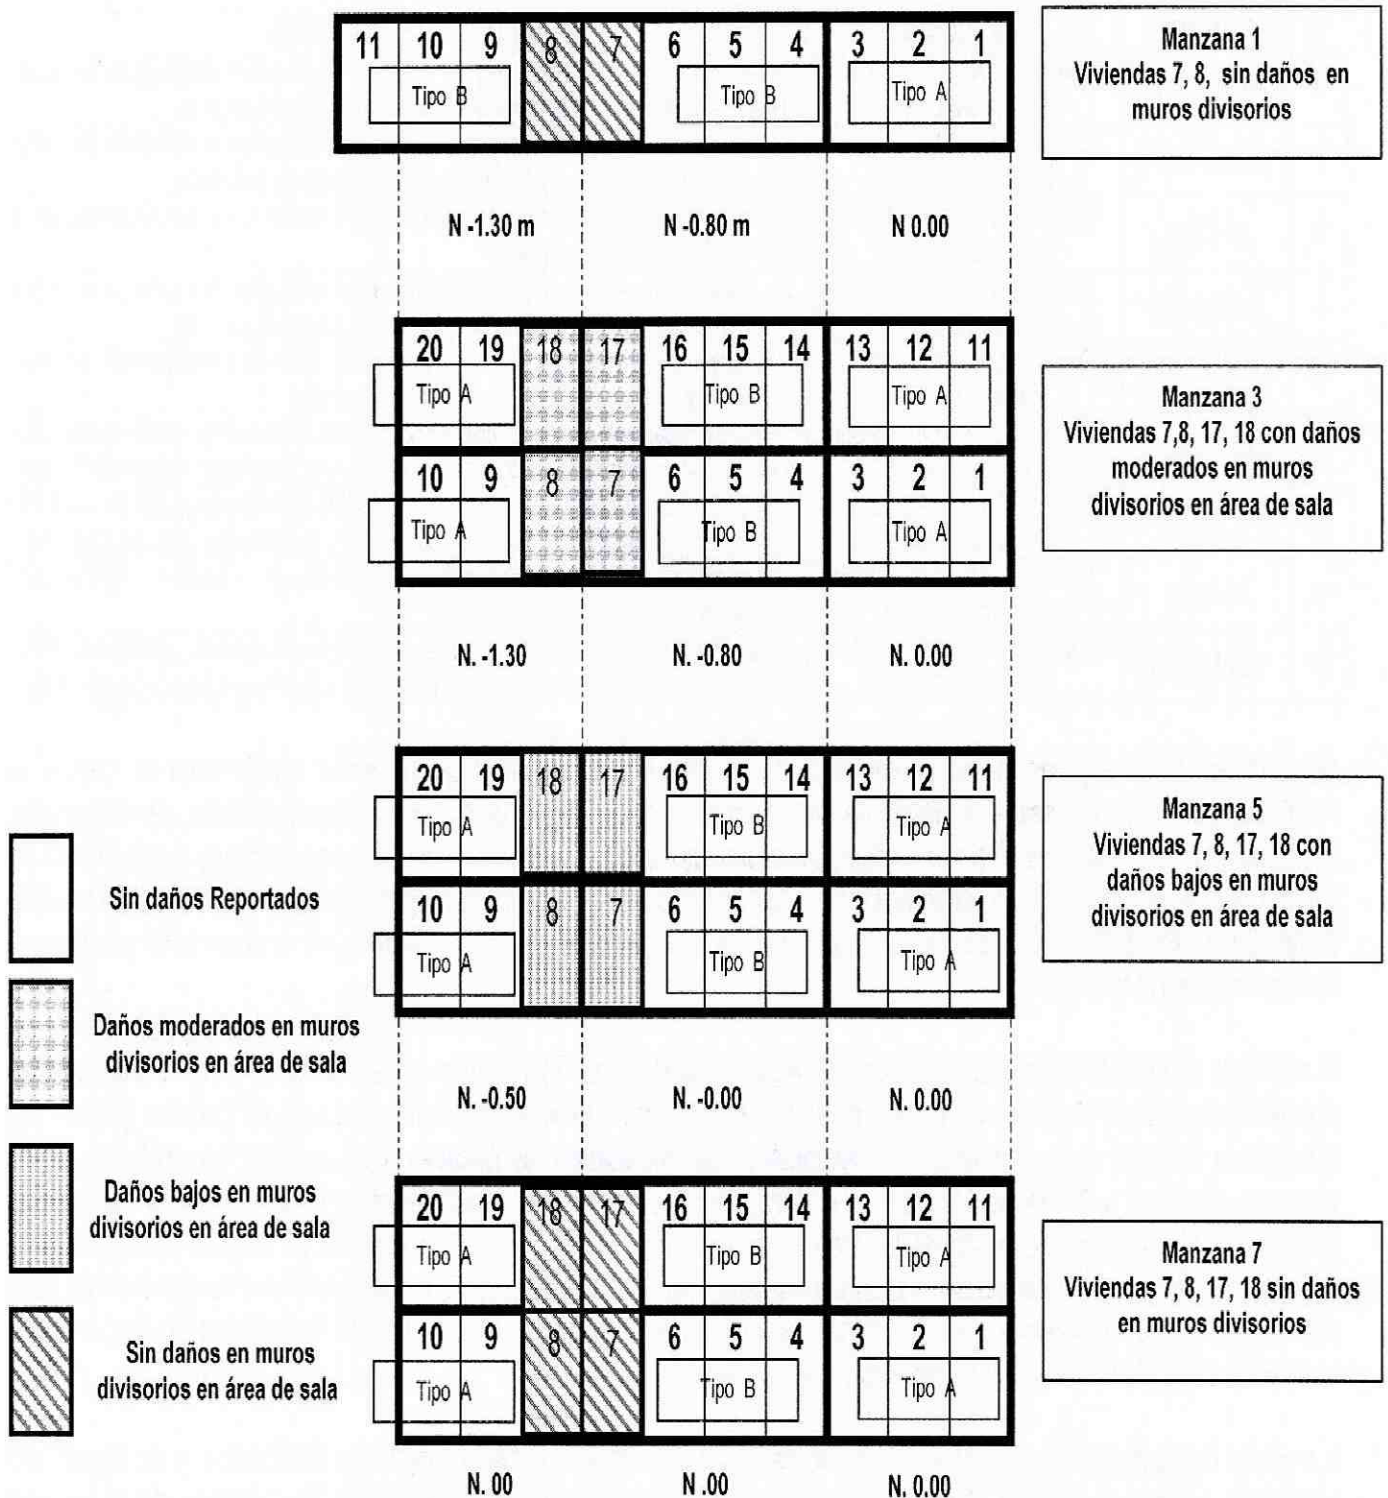 11 10 9 8 7 6 5 4 3 2 1
Tipo B Tipo B Tipo A
Manzana 1
Viviendas 7, 8, sin daños en
muros divisorios
N -1.30 m N -0.80 m N 0.00
20 19 18 17 16 15 14 13 12 11
Tipo A Tipo B Tipo A
10 9 8 7 6 5 4 3 2 1
Tipo A Tipo B Tipo A
Manzana 3
Viviendas 7,8, 17, 18 con daños
moderados en muros
divisorios en área de sala
N. -1.30 N. -0.80 N. 0.00
20 19 18 17 16 15 14 13 12 11
Tipo A Tipo B Tipo A
10 9 8 7 6 5 4 3 2 1
Tipo A Tipo B Tipo A
Manzana 5
Viviendas 7, 8, 17, 18 con
daños bajos en muros
divisorios en área de sala
N. -0.50 N. -0.00 N. 0.00
20 19 18 17 16 15 14 13 12 11
Tipo A Tipo B Tipo A
10 9 8 7 6 5 4 3 2 1
Tipo A Tipo B Tipo A
Manzana 7
Viviendas 7, 8, 17, 18 sin daños
en muros divisorios
N. 00 N .00 N. 0.00
Sin daños Reportados
Daños moderados en muros
divisorios en área de sala
Daños bajos en muros
divisorios en área de sala
Sin daños en muros
divisorios en área de sala